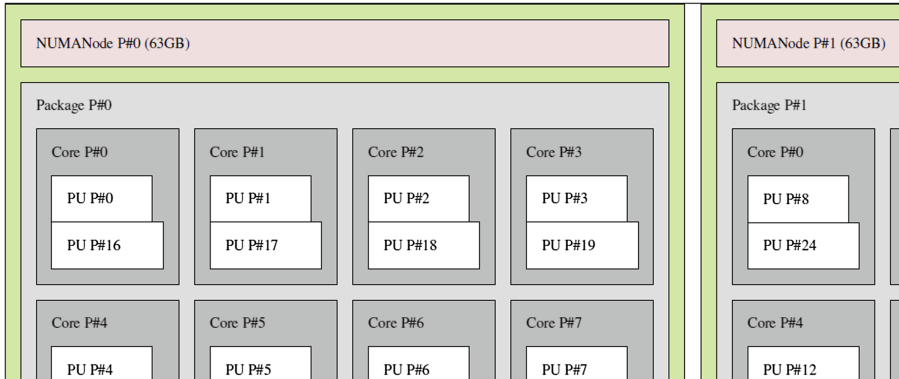 NUMANode P#0 (63GB)
NUMANode P#1 (63GB)
Package P#0
Package P#1
Core P#0
Core P#1
Core P#2
Core P#3
Core P#0
PU P#0
PU P#1
PU P#2
PU P#3
PU P#8
PU P#16
PU P#17
PU P#18
PU P#19
PU P#24
Core P#4
Core P#5
Core P#6
Core P#7
Core P#4
PU P#4
PU P#5
PU P#6
PU P#7
PU P#12